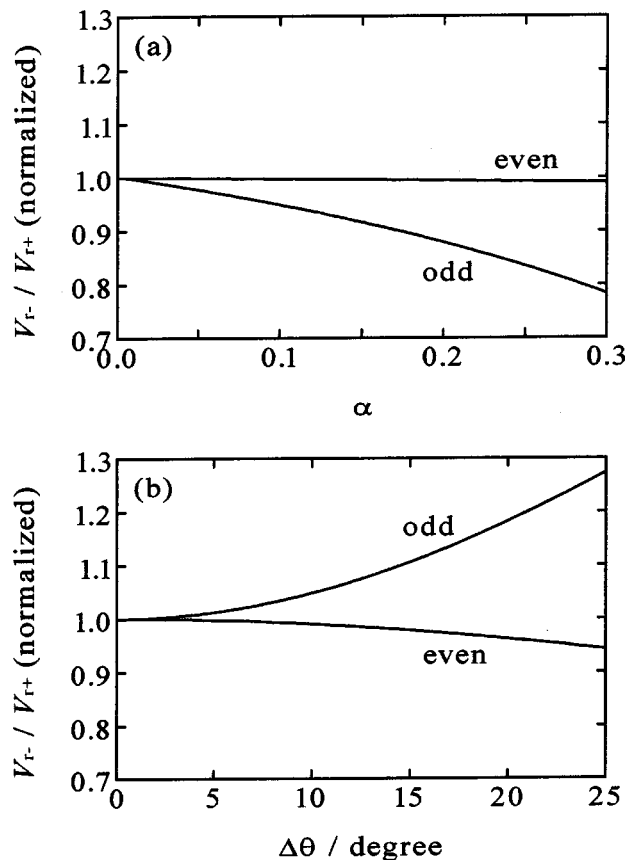 (a)
1.3
1.2
1.1
1.0
0.9
0.8
0.7
V_r- / V_r+ (normalized)
even
odd
0.0
0.1
0.2
0.3
α
(b)
1.3
1.2
1.1
1.0
0.9
0.8
0.7
V_r- / V_r+ (normalized)
odd
even
0
5
10
15
20
25
Δθ / degree